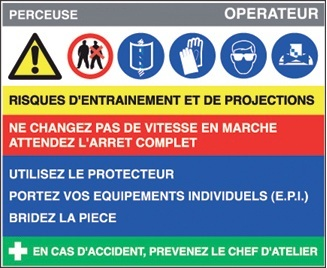 PERCEUSE OPERATEUR
RISQUES D'ENTRAINEMENT ET DE PROJECTIONS
NE CHANGEZ PAS DE VITESSE EN MARCHE
ATTENDEZ L'ARRET COMPLET
UTILISEZ LE PROTECTEUR
PORTEZ VOS EQUIPEMENTS INDIVIDUELS (E.P.I.)
BRIDEZ LA PIECE
EN CAS D'ACCIDENT, PREVENEZ LE CHEF D'ATELIER